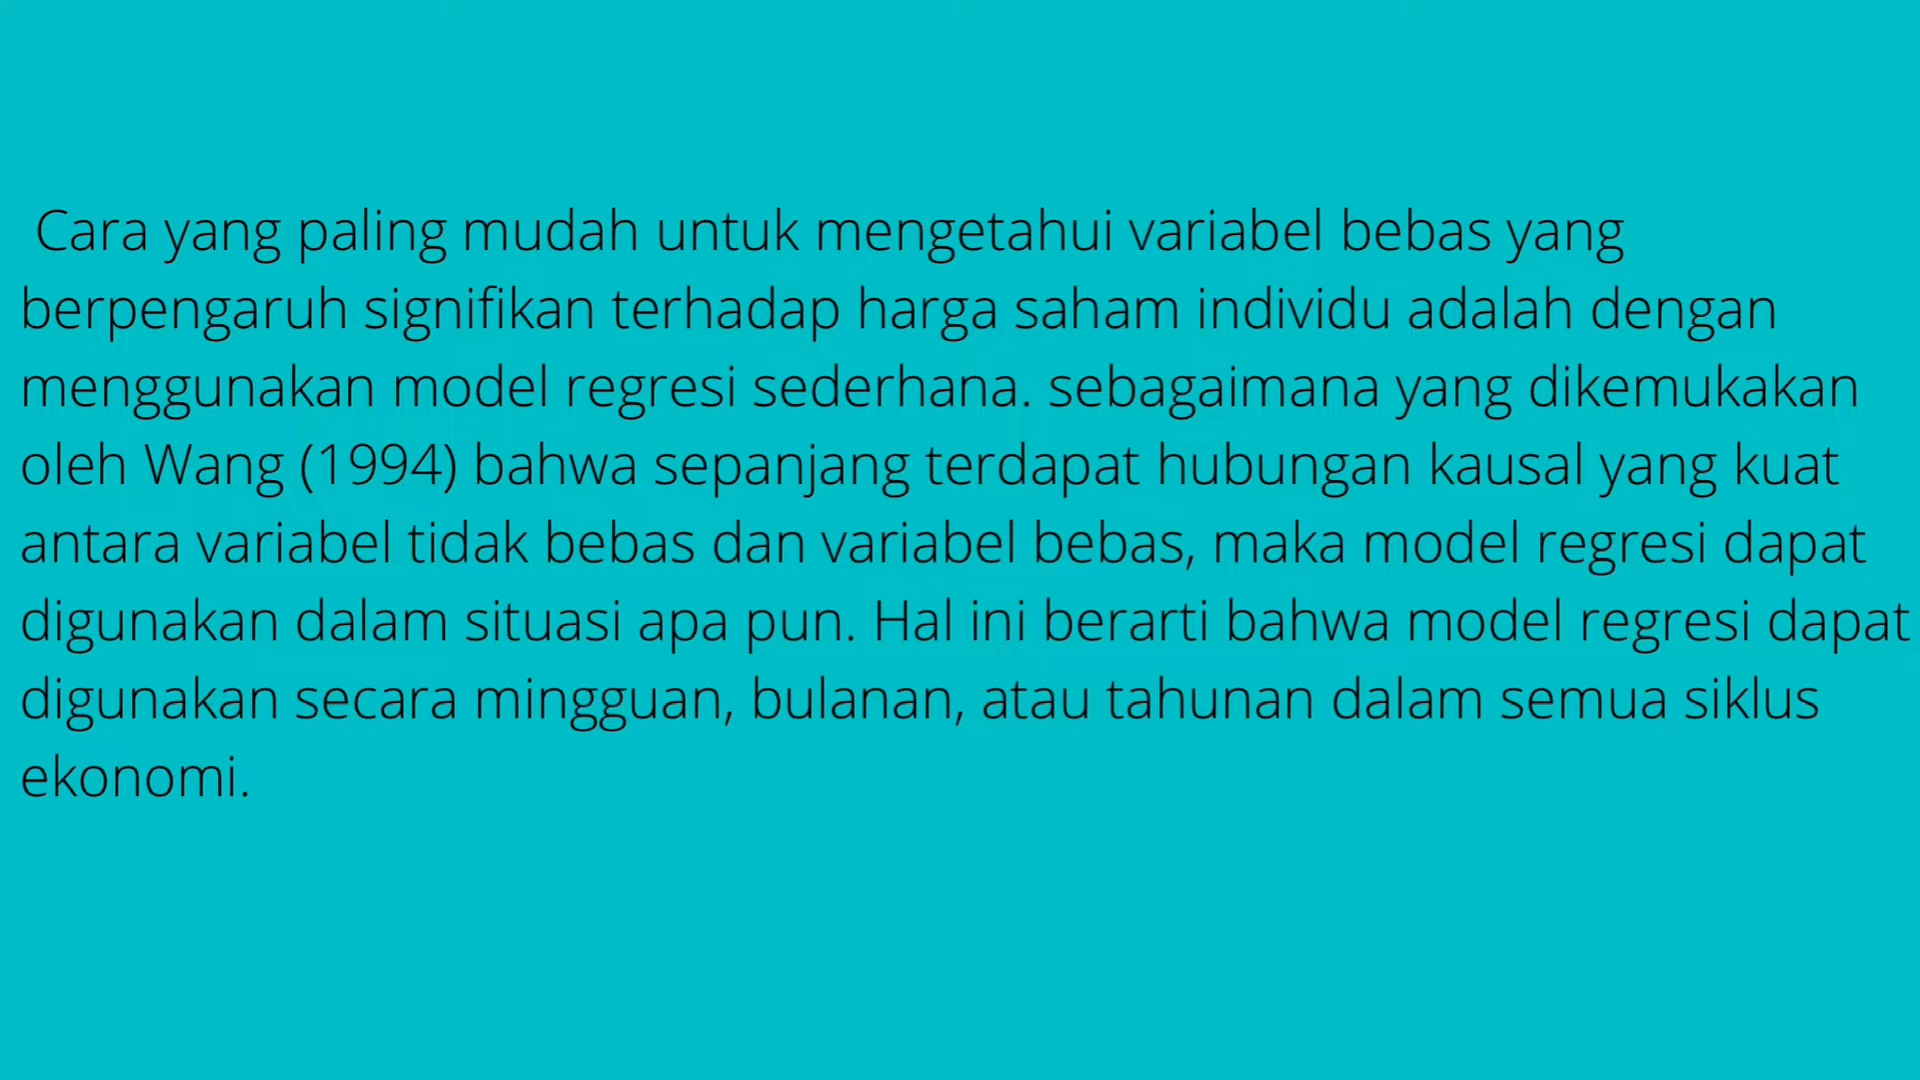 Cara yang paling mudah untuk mengetahui variabel bebas yang
berpengaruh signifikan terhadap harga saham individu adalah dengan
menggunakan model regresi sederhana. sebagaimana yang dikemukakan
oleh Wang (1994) bahwa sepanjang terdapat hubungan kausal yang kuat
antara variabel tidak bebas dan variabel bebas, maka model regresi dapat
digunakan dalam situasi apa pun. Hal ini berarti bahwa model regresi dapat
digunakan secara mingguan, bulanan, atau tahunan dalam semua siklus
ekonomi.